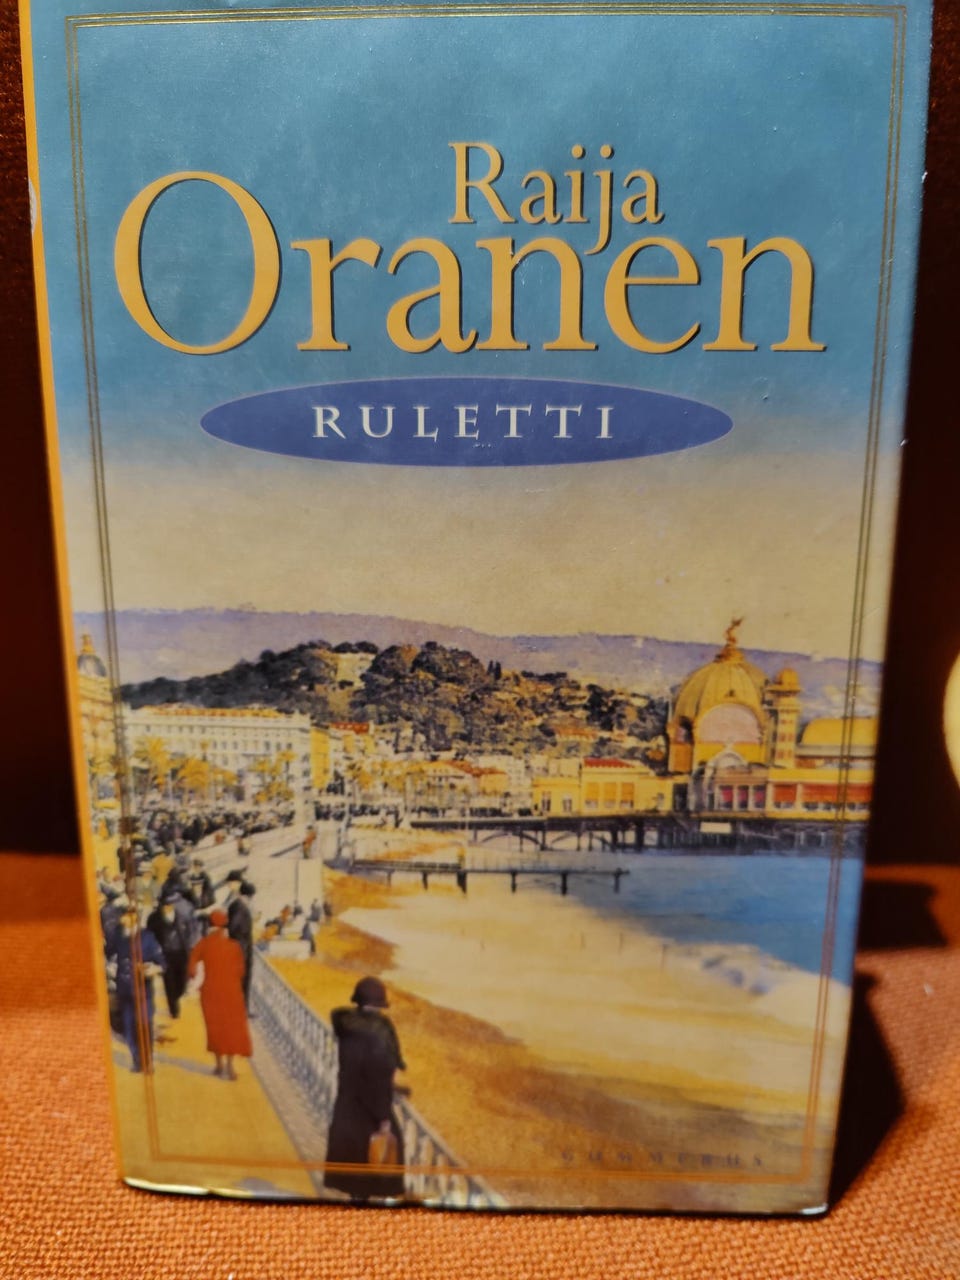 Raija
Oranen
RULETTI
GUMMERUS